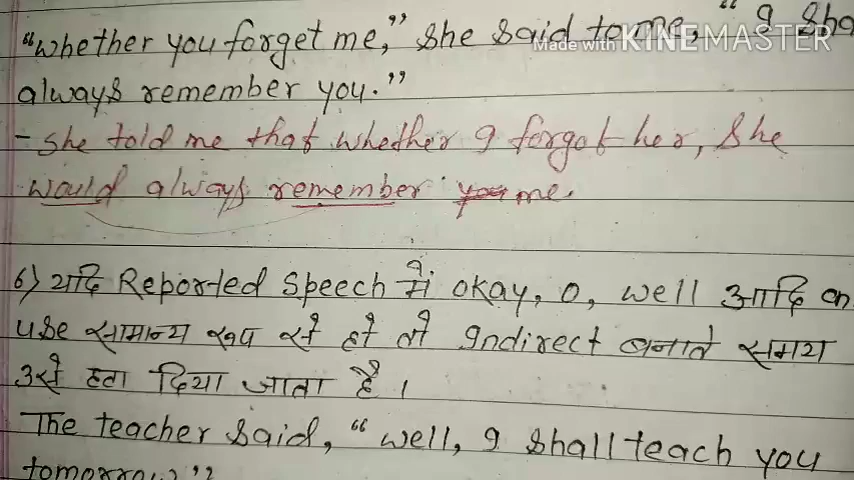 "Whether you forget me," she said to me, "I Sha
always remember you."
- She told me that whether I forgot her, she
would always remember you me.
6) यदि Reported Speech में okay, o, well आदि का
use सामान्य रूप से हो तो Indirect बनाते समय
उसे हटा दिया जाता है।
The teacher said, "well, I shall teach you
tomorrow."
Made with KINEMASTER